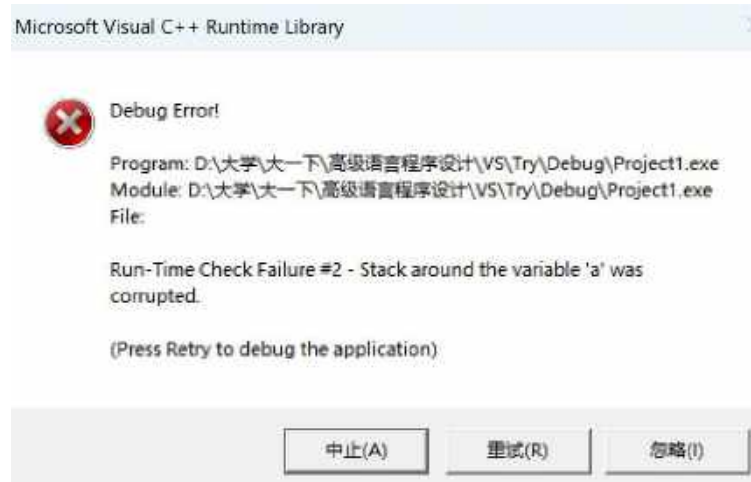 Microsoft Visual C++ Runtime Library
Debug Error!
Program: D:\大学\大一下\高级语言程序设计\VS\Try\Debug\Project1.exe
Module: D:\大学\大一下\高级语言程序设计\VS\Try\Debug\Project1.exe
File:
Run-Time Check Failure #2 - Stack around the variable 'a' was
corrupted.
(Press Retry to debug the application)
中止(A)
重试(R)
忽略(I)